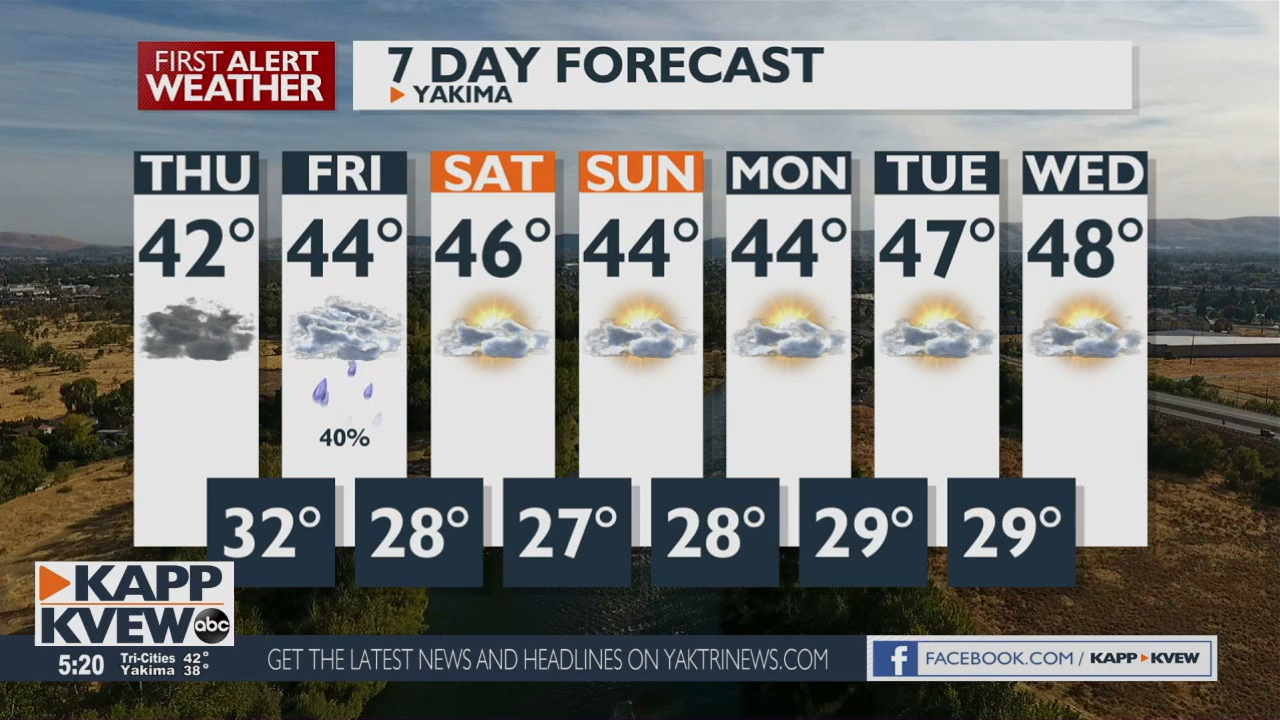 FIRST ALERT
WEATHER
7 DAY FORECAST
YAKIMA
THU FRI SAT SUN MON TUE WED
42° 44° 46° 44° 44° 47° 48°
40%
32° 28° 27° 28° 29° 29°
KAPP
KVEW abc
5:20 Tri-Cities 42°
Yakima 38°
GET THE LATEST NEWS AND HEADLINES ON YAKTRINEWS.COM
f FACEBOOK.COM / KAPP KVEW